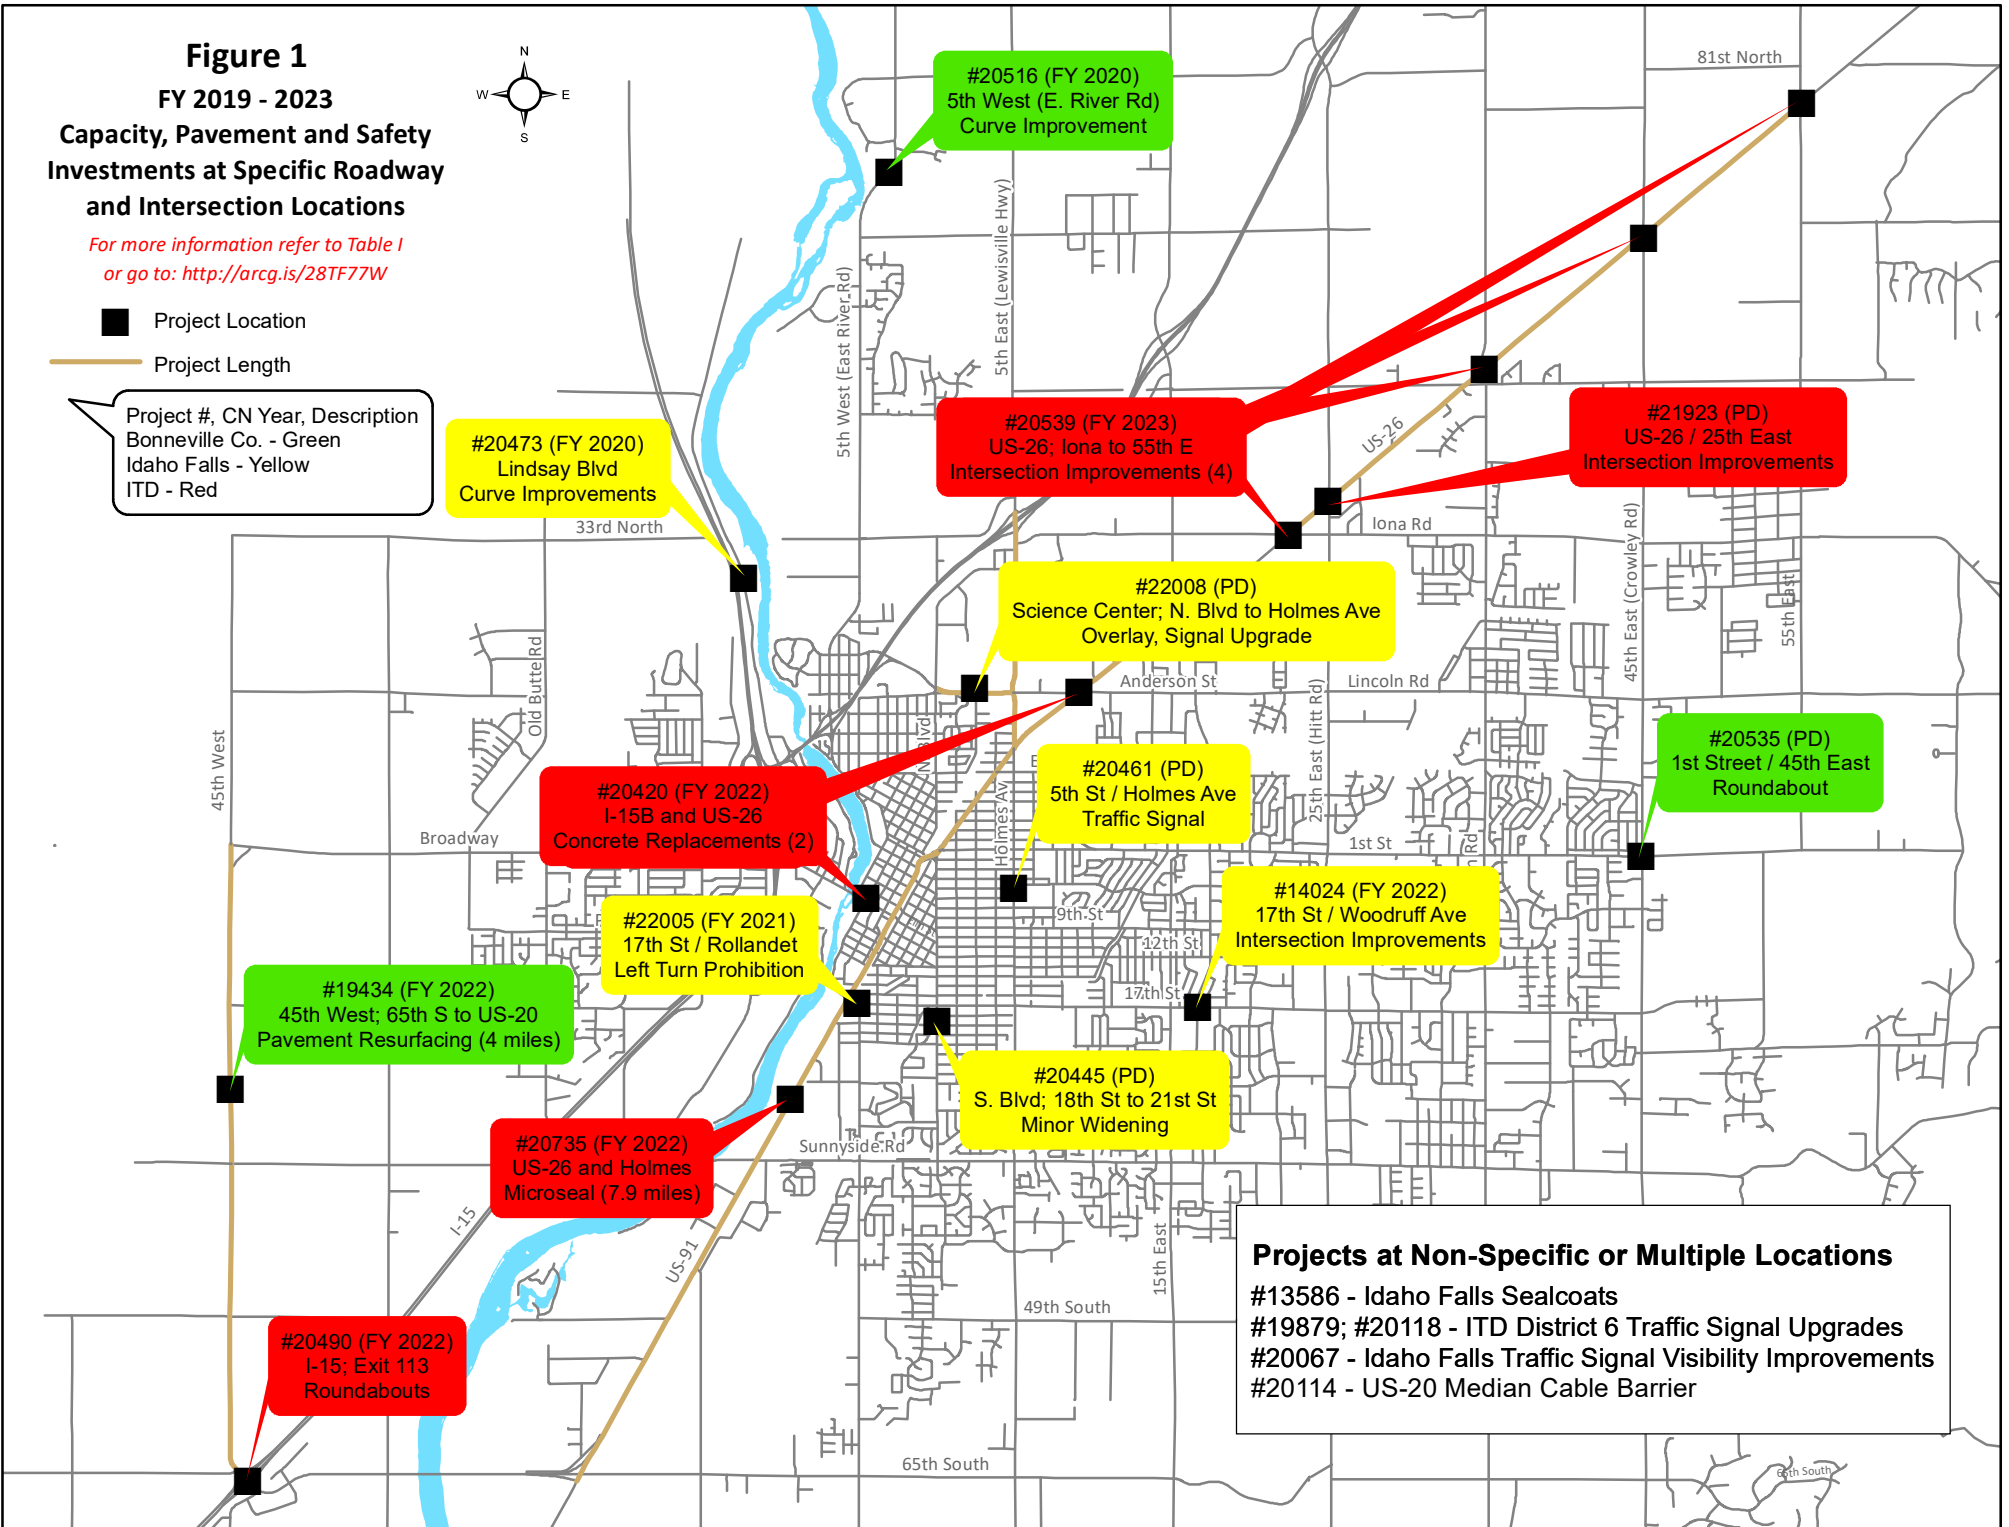 Figure 1
FY 2019 - 2023
Capacity, Pavement and Safety
Investments at Specific Roadway
and Intersection Locations
For more information refer to Table I
or go to: http://arcg.is/28TF77W
N
W
E
S
Project Location
Project Length
Project #, CN Year, Description
Bonneville Co. - Green
Idaho Falls - Yellow
ITD - Red
#20516 (FY 2020)
5th West (E. River Rd)
Curve Improvement
81st North
5th East (Lewisville Hwy)
5th West (East River Rd)
#20473 (FY 2020)
Lindsay Blvd
Curve Improvements
#20539 (FY 2023)
US-26; Iona to 55th E
Intersection Improvements (4)
US-26
#21923 (PD)
US-26 / 25th East
Intersection Improvements
33rd North
Iona Rd
45th East (Crowley Rd)
55th East
#22008 (PD)
Science Center; N. Blvd to Holmes Ave
Overlay, Signal Upgrade
Old Butte Rd
Anderson St
Lincoln Rd
25th East (Hitt Rd)
45th West
N. Blvd
#20535 (PD)
1st Street / 45th East
Roundabout
#20461 (PD)
5th St / Holmes Ave
Traffic Signal
#20420 (FY 2022)
I-15B and US-26
Concrete Replacements (2)
Holmes Av
Broadway
1st St
n Rd
#14024 (FY 2022)
17th St / Woodruff Ave
Intersection Improvements
#22005 (FY 2021)
17th St / Rollandet
Left Turn Prohibition
9th St
12th St
17th St
#19434 (FY 2022)
45th West; 65th S to US-20
Pavement Resurfacing (4 miles)
#20445 (PD)
S. Blvd; 18th St to 21st St
Minor Widening
#20735 (FY 2022)
US-26 and Holmes
Microseal (7.9 miles)
Sunnyside Rd
I-15
US-91
15th East
49th South
#20490 (FY 2022)
I-15; Exit 113
Roundabouts
65th South
65th South
Projects at Non-Specific or Multiple Locations
#13586 - Idaho Falls Sealcoats
#19879; #20118 - ITD District 6 Traffic Signal Upgrades
#20067 - Idaho Falls Traffic Signal Visibility Improvements
#20114 - US-20 Median Cable Barrier